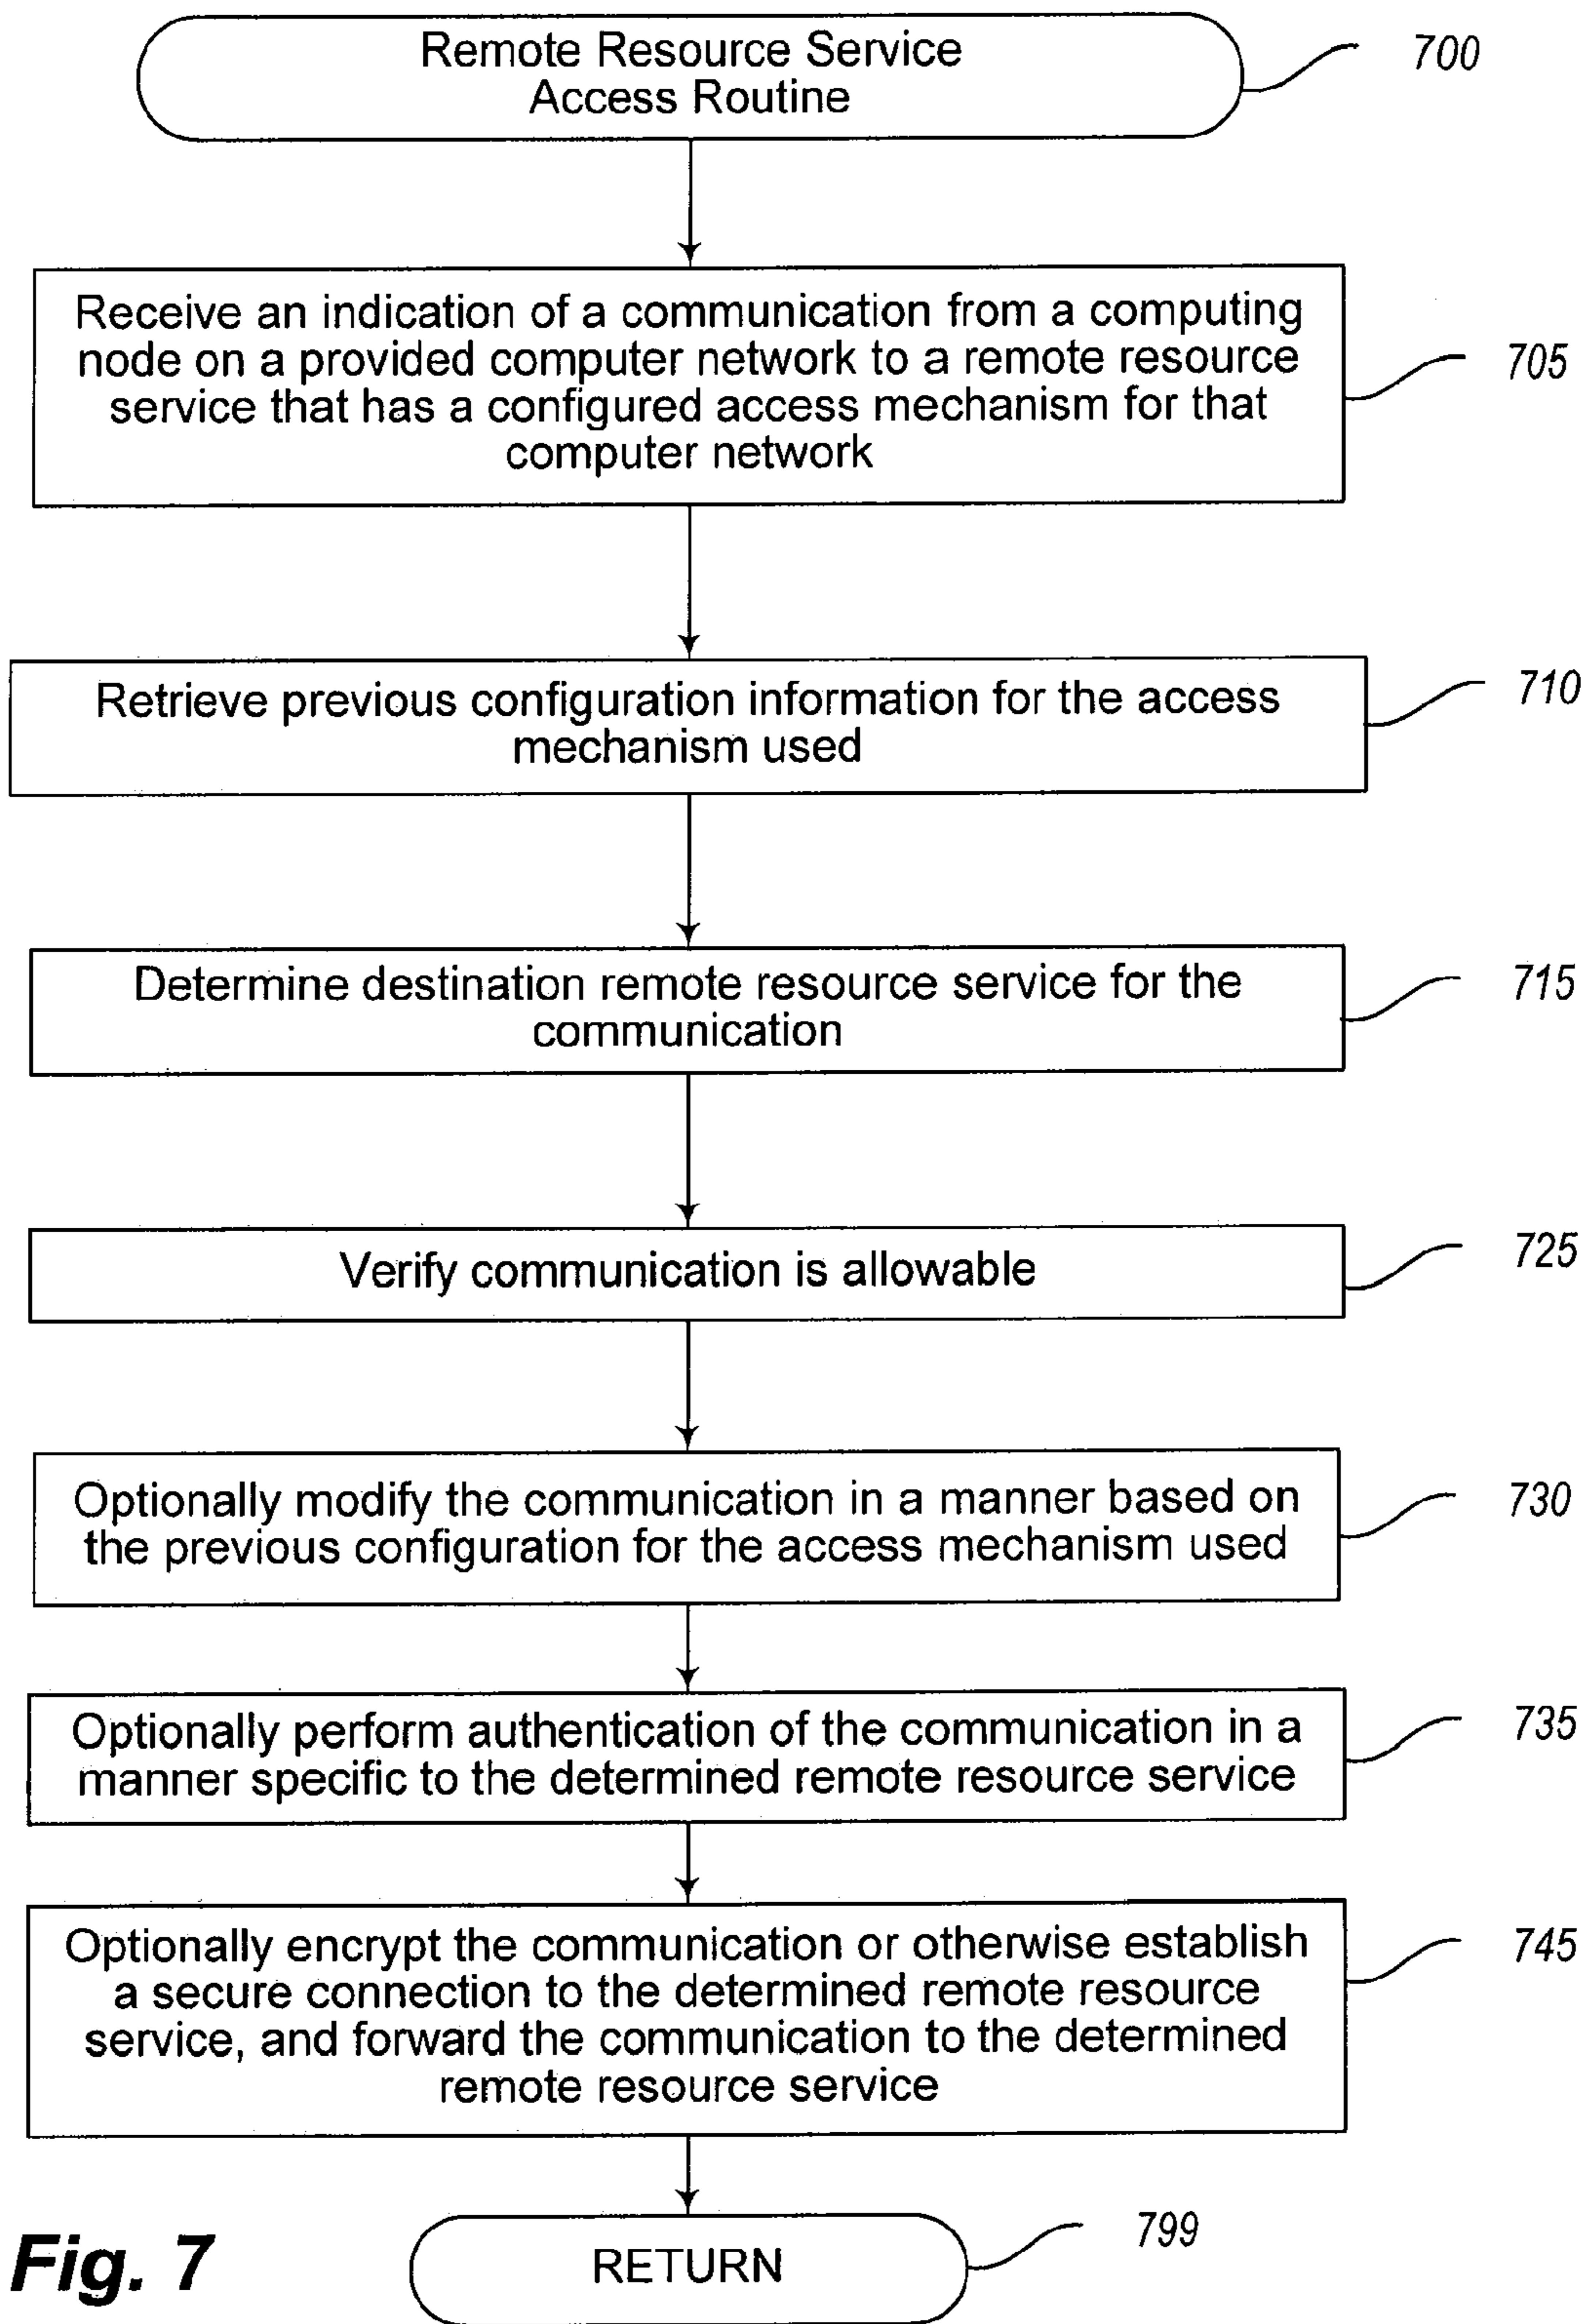 Remote Resource Service
Access Routine
700
Receive an indication of a communication from a computing
node on a provided computer network to a remote resource
service that has a configured access mechanism for that
computer network
705
Retrieve previous configuration information for the access
mechanism used
710
Determine destination remote resource service for the
communication
715
Verify communication is allowable
725
Optionally modify the communication in a manner based on
the previous configuration for the access mechanism used
730
Optionally perform authentication of the communication in a
manner specific to the determined remote resource service
735
Optionally encrypt the communication or otherwise establish
a secure connection to the determined remote resource
service, and forward the communication to the determined
remote resource service
745
RETURN
799
Fig. 7